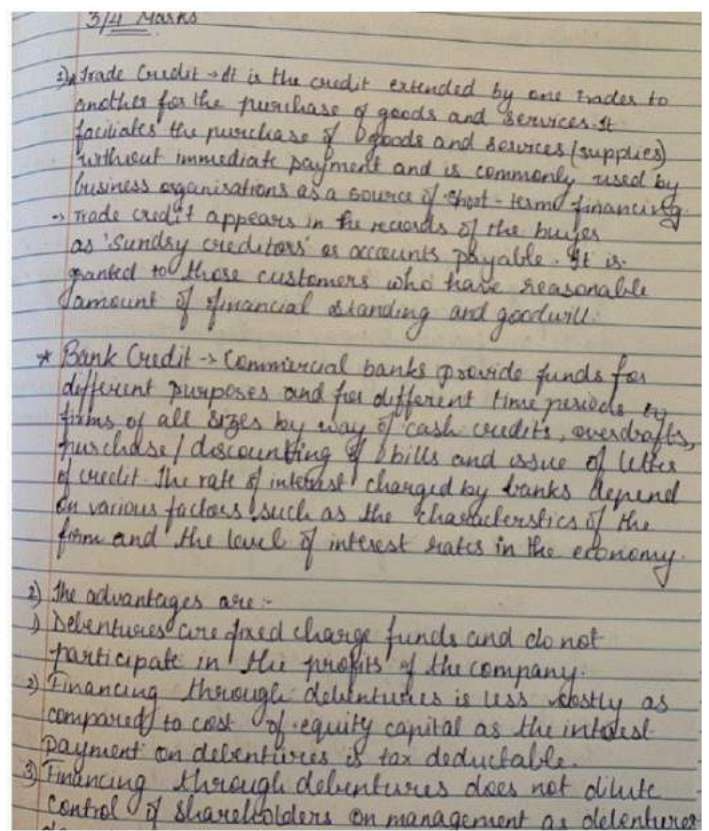 3/4 Marks
1)* Trade Credit → It is the credit extended by one trader to
another for the purchase of goods and services. It
faciliates the purchase of goods and services (supplies)
without immediate payment and is commonly used by
business organisations as a source of short-term financing.
→ Trade credit appears in the records of the buyer
as 'Sundry creditors' or accounts payable. It is
granted to those customers who have reasonable
amount of financial standing and goodwill.
* Bank Credit → Commercial banks provide funds for
different purposes and for different time periods to
firms of all sizes by way of cash credits, overdrafts,
purchase / discounting of bills and issue of letter
of credit. The rate of interest charged by banks depend
on various factors such as the characterstics of the
firm and the level of interest rates in the economy.
2) The advantages are :-
1) Debentures are fixed charge funds and do not
participate in the profits of the company.
2) Financing through debentures is less costly as
compared to cost of equity capital as the interest
payment on debentures is tax deductable.
3) Financing through debentures does not dilute
control of shareholders on management as debentures